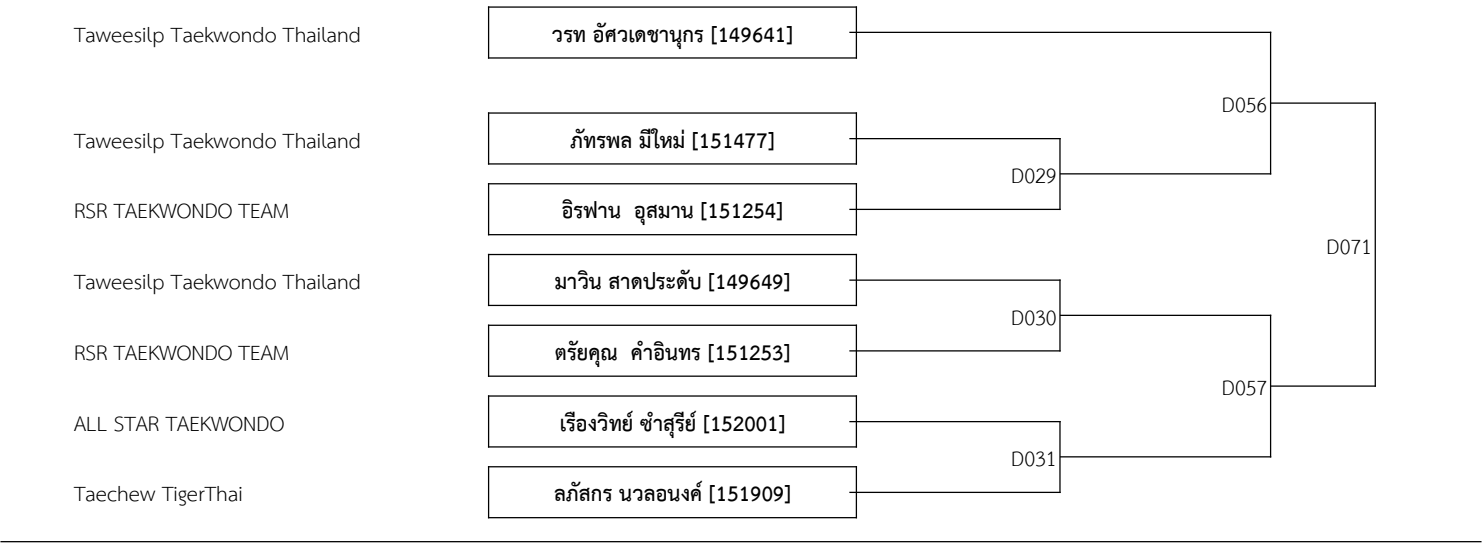 Taweesilp Taekwondo Thailand วรท อัศวเดชานุกร [149641]
D056
Taweesilp Taekwondo Thailand ภัทรพล มีใหม่ [151477]
D029
RSR TAEKWONDO TEAM อิรฟาน  อุสมาน [151254]
D071
Taweesilp Taekwondo Thailand มาวิน สาดประดับ [149649]
D030
RSR TAEKWONDO TEAM ตรัยคุณ  คำอินทร [151253]
D057
ALL STAR TAEKWONDO เรืองวิทย์ ซำสุรีย์ [152001]
D031
Taechew TigerThai ลภัสกร นวลอนงค์ [151909]